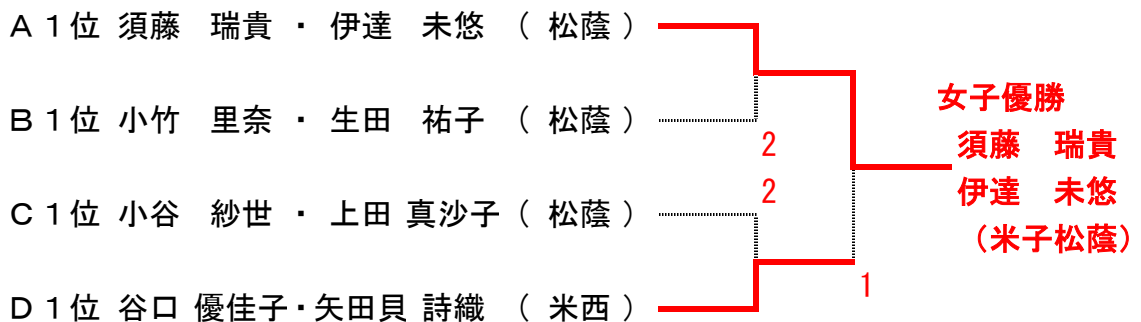 A１位 須藤　瑞貴 ・ 伊達　未悠 （ 松蔭 ）
B１位 小竹　里奈 ・ 生田　祐子 （ 松蔭 ）
C１位 小谷　紗世 ・ 上田 真沙子（ 松蔭 ）
D１位 谷口 優佳子・矢田貝 詩織 （ 米西 ）
2
2
1
女子優勝
須藤　瑞貴
伊達　未悠
（米子松蔭）